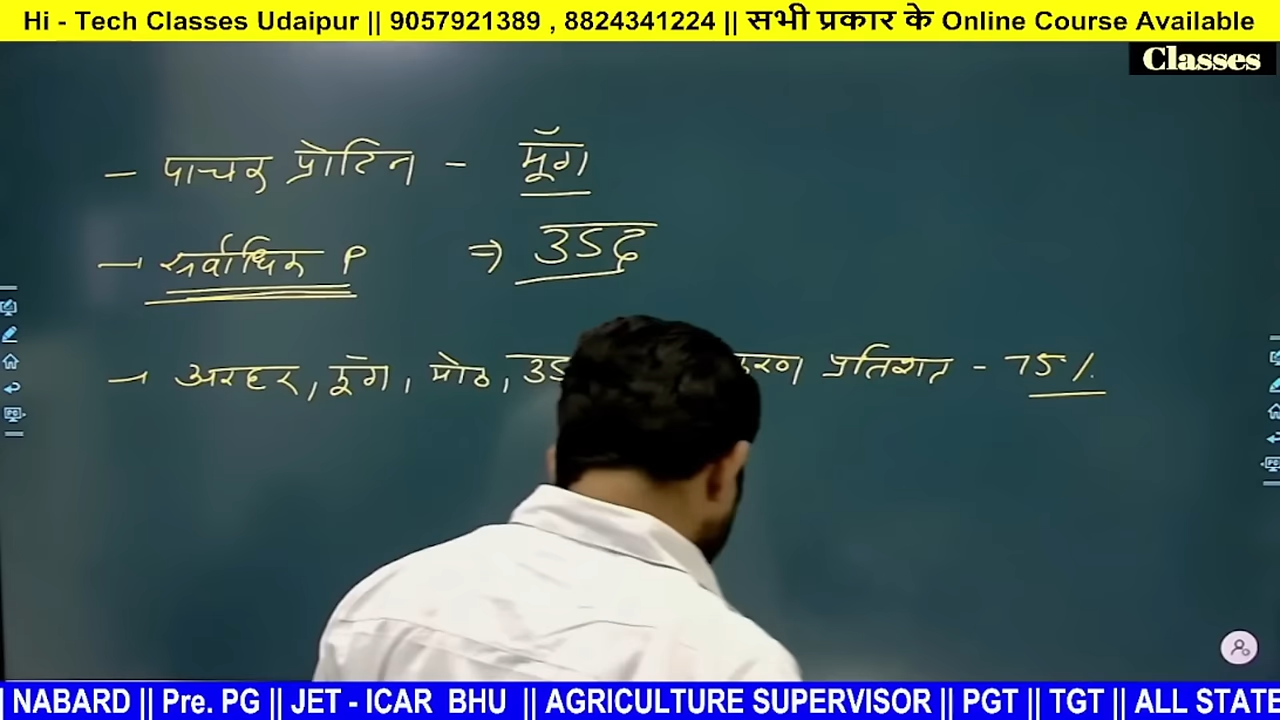 Hi - Tech Classes Udaipur || 9057921389 , 8824341224 || सभी प्रकार के Online Course Available
Classes
- पाचक प्रोटिन - मूँग
→ सर्वाधिक P ⇒ उड़द
→ अरहर, मूँग, मोठ, उड प्रतिशत - 75%
| NABARD || Pre. PG || JET - ICAR BHU || AGRICULTURE SUPERVISOR || PGT || TGT || ALL STATE